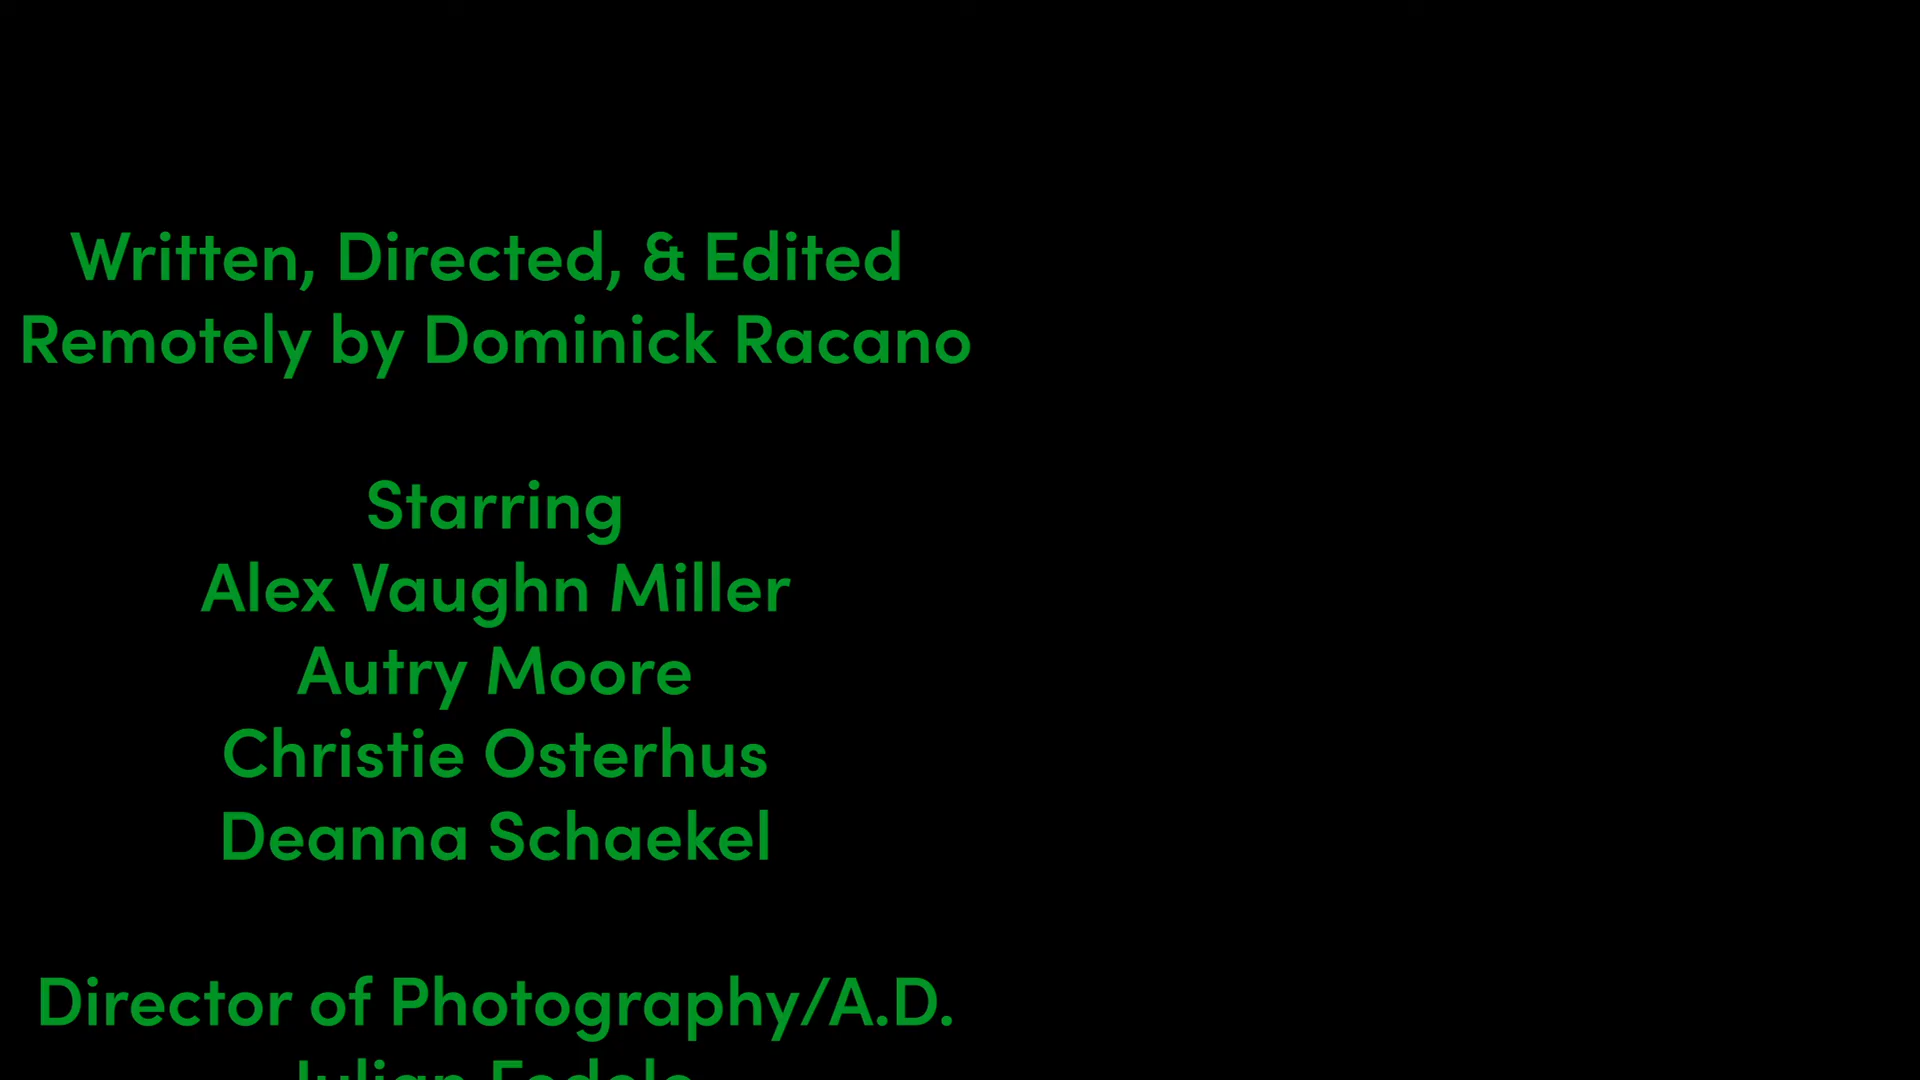 Written, Directed, & Edited
Remotely by Dominick Racano
Starring
Alex Vaughn Miller
Autry Moore
Christie Osterhus
Deanna Schaekel
Director of Photography/A.D.
Julian